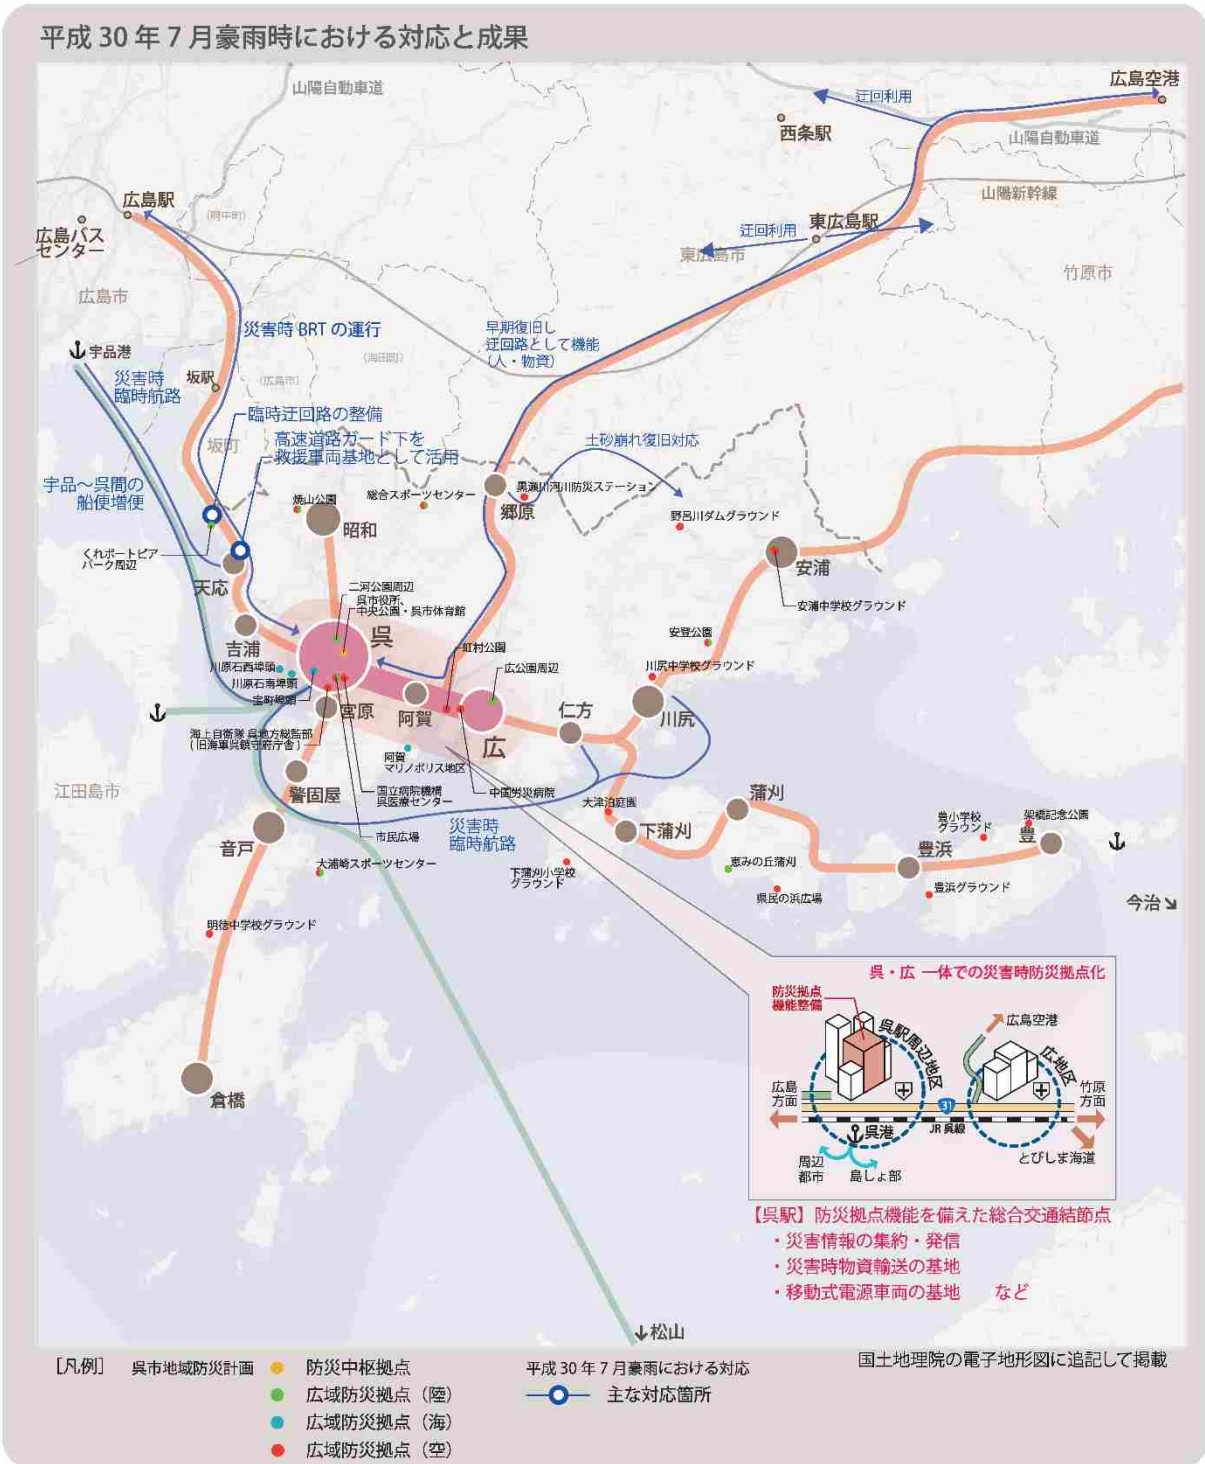 平成 30 年 7 月豪雨時における対応と成果
山陽自動車道
広島空港
迂回利用
西条駅
山陽自動車道
広島駅
(府中町)
山陽新幹線
広島バス
センター
東広島駅
迂回利用
東広島市
竹原市
広島市
災害時 BRT の運行
早期復旧し
迂回路として機能
(人・物資)
宇品港
(海田町)
災害時
臨時航路
坂駅
(広島市)
臨時迂回路の整備
坂町
高速道路ガード下を
救援車両基地として活用
土砂崩れ復旧対応
宇品〜呉間の
船便増便
焼山公園
総合スポーツセンター
黒瀬川河川防災ステーション
郷原
昭和
野呂川ダムグラウンド
くれポートピア
パーク周辺
天応
安浦
二河公園周辺
呉市役所、
中央公園・呉市体育館
安浦中学校グラウンド
吉浦
呉
虹村公園
安登公園
川原石西埠頭
川原石南埠頭
宝町埠頭
広公園周辺
川尻中学校グラウンド
宮原
阿賀
広
仁方
川尻
海上自衛隊 呉地方総監部
(旧海軍呉鎮守府庁舎)
阿賀
マリノポリス地区
江田島市
警固屋
国立病院機構
呉医療センター
中国労災病院
大津泊庭園
蒲刈
音戸
市民広場
災害時
臨時航路
下蒲刈
豊小学校
グラウンド
架橋記念公園
豊
豊浜
大浦崎スポーツセンター
下蒲刈小学校
グラウンド
恵みの丘蒲刈
県民の浜広場
豊浜グラウンド
今治↘
明徳中学校グラウンド
倉橋
呉・広 一体での災害時防災拠点化
防災拠点
機能整備
呉駅周辺地区
広島空港
広地区
広島
方面
竹原
方面
31
呉港
JR 呉線
周辺
都市
島しょ部
とびしま海道
【呉駅】防災拠点機能を備えた総合交通結節点
・災害情報の集約・発信
・災害時物資輸送の基地
・移動式電源車両の基地　など
↓松山
国土地理院の電子地形図に追記して掲載
［凡例］
呉市地域防災計画
防災中枢拠点
広域防災拠点（陸）
広域防災拠点（海）
広域防災拠点（空）
平成 30 年 7 月豪雨における対応
主な対応箇所